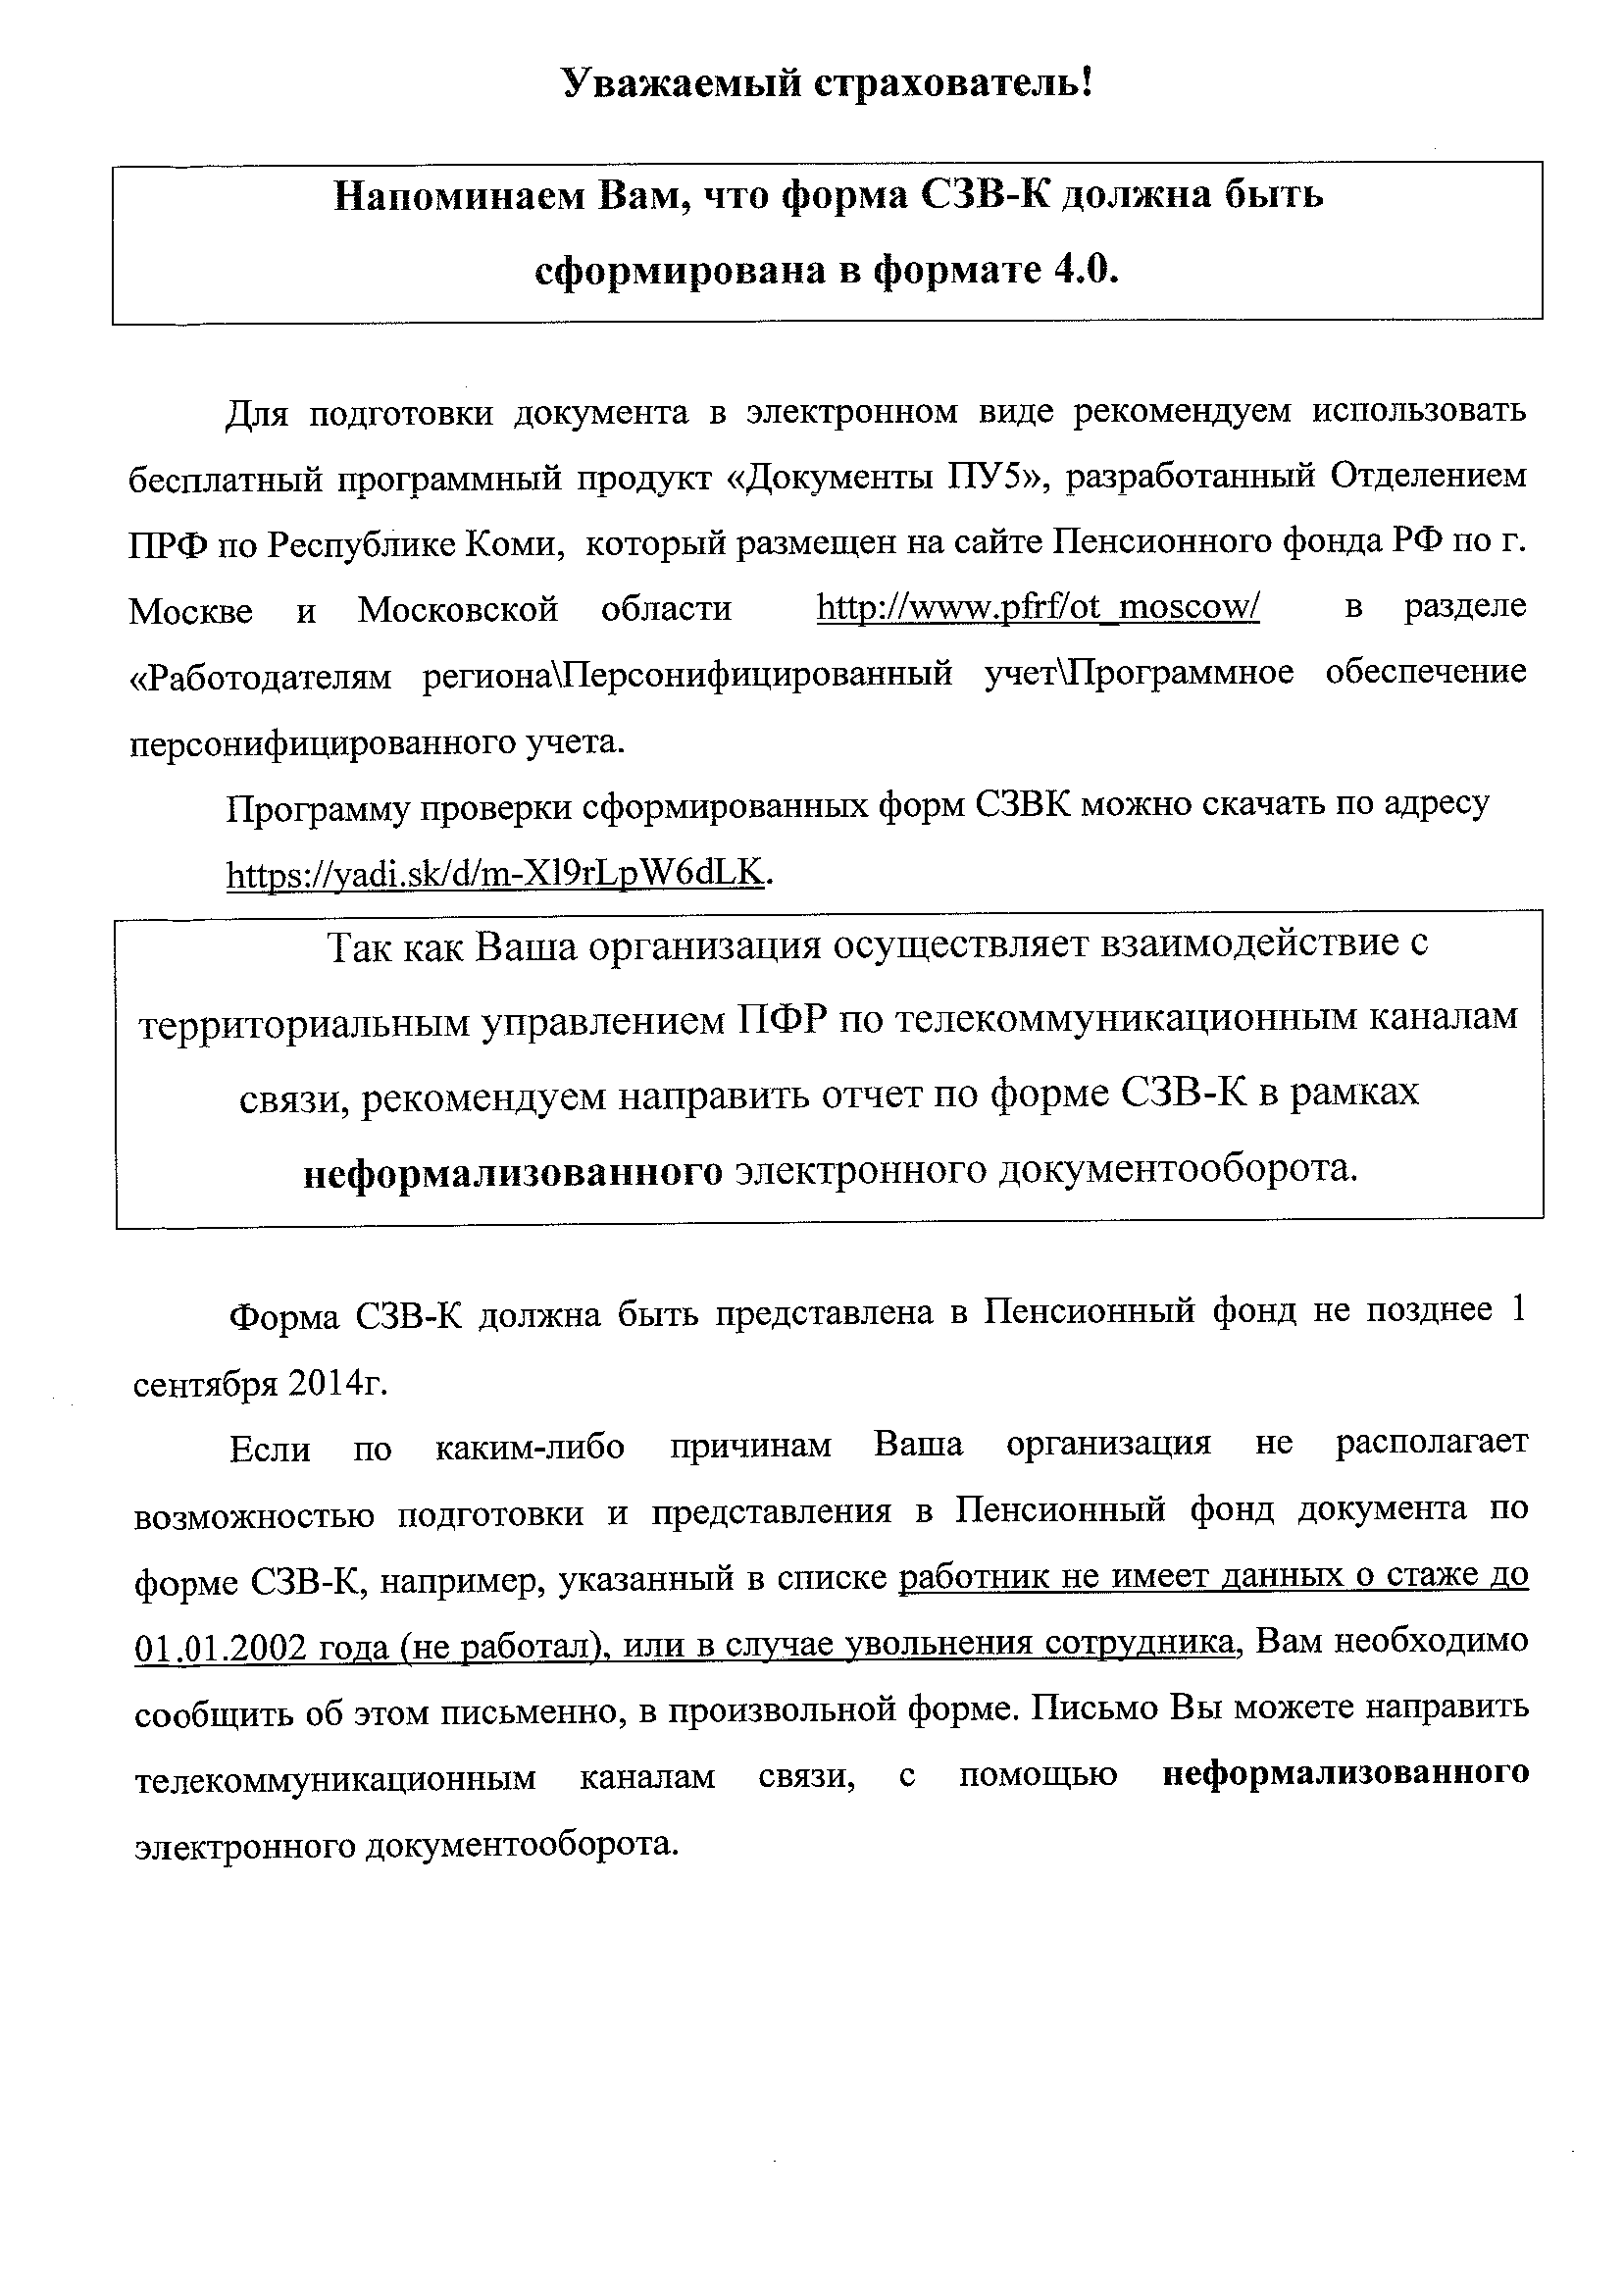 Уважаемый страхователь!
Напоминаем Вам, что форма СЗВ-К должна быть
сформирована в формате 4.0.
Для подготовки документа в электронном виде рекомендуем использовать
бесплатный программный продукт «Документы ПУ5», разработанный Отделением
ПРФ по Республике Коми, который размещен на сайте Пенсионного фонда РФ по г.
Москве и Московской области http://www.pfrf/ot_moscow/ в разделе
«Работодателям региона\Персонифицированный учет\Программное обеспечение
персонифицированного учета.
Программу проверки сформированных форм СЗВК можно скачать по адресу
https://yadi.sk/d/m-Xl9rLpW6dLK.
Так как Ваша организация осуществляет взаимодействие с
территориальным управлением ПФР по телекоммуникационным каналам
связи, рекомендуем направить отчет по форме СЗВ-К в рамках
неформализованного электронного документооборота.
Форма СЗВ-К должна быть представлена в Пенсионный фонд не позднее 1
сентября 2014г.
Если по каким-либо причинам Ваша организация не располагает
возможностью подготовки и представления в Пенсионный фонд документа по
форме СЗВ-К, например, указанный в списке работник не имеет данных о стаже до
01.01.2002 года (не работал), или в случае увольнения сотрудника, Вам необходимо
сообщить об этом письменно, в произвольной форме. Письмо Вы можете направить
телекоммуникационным каналам связи, с помощью неформализованного
электронного документооборота.